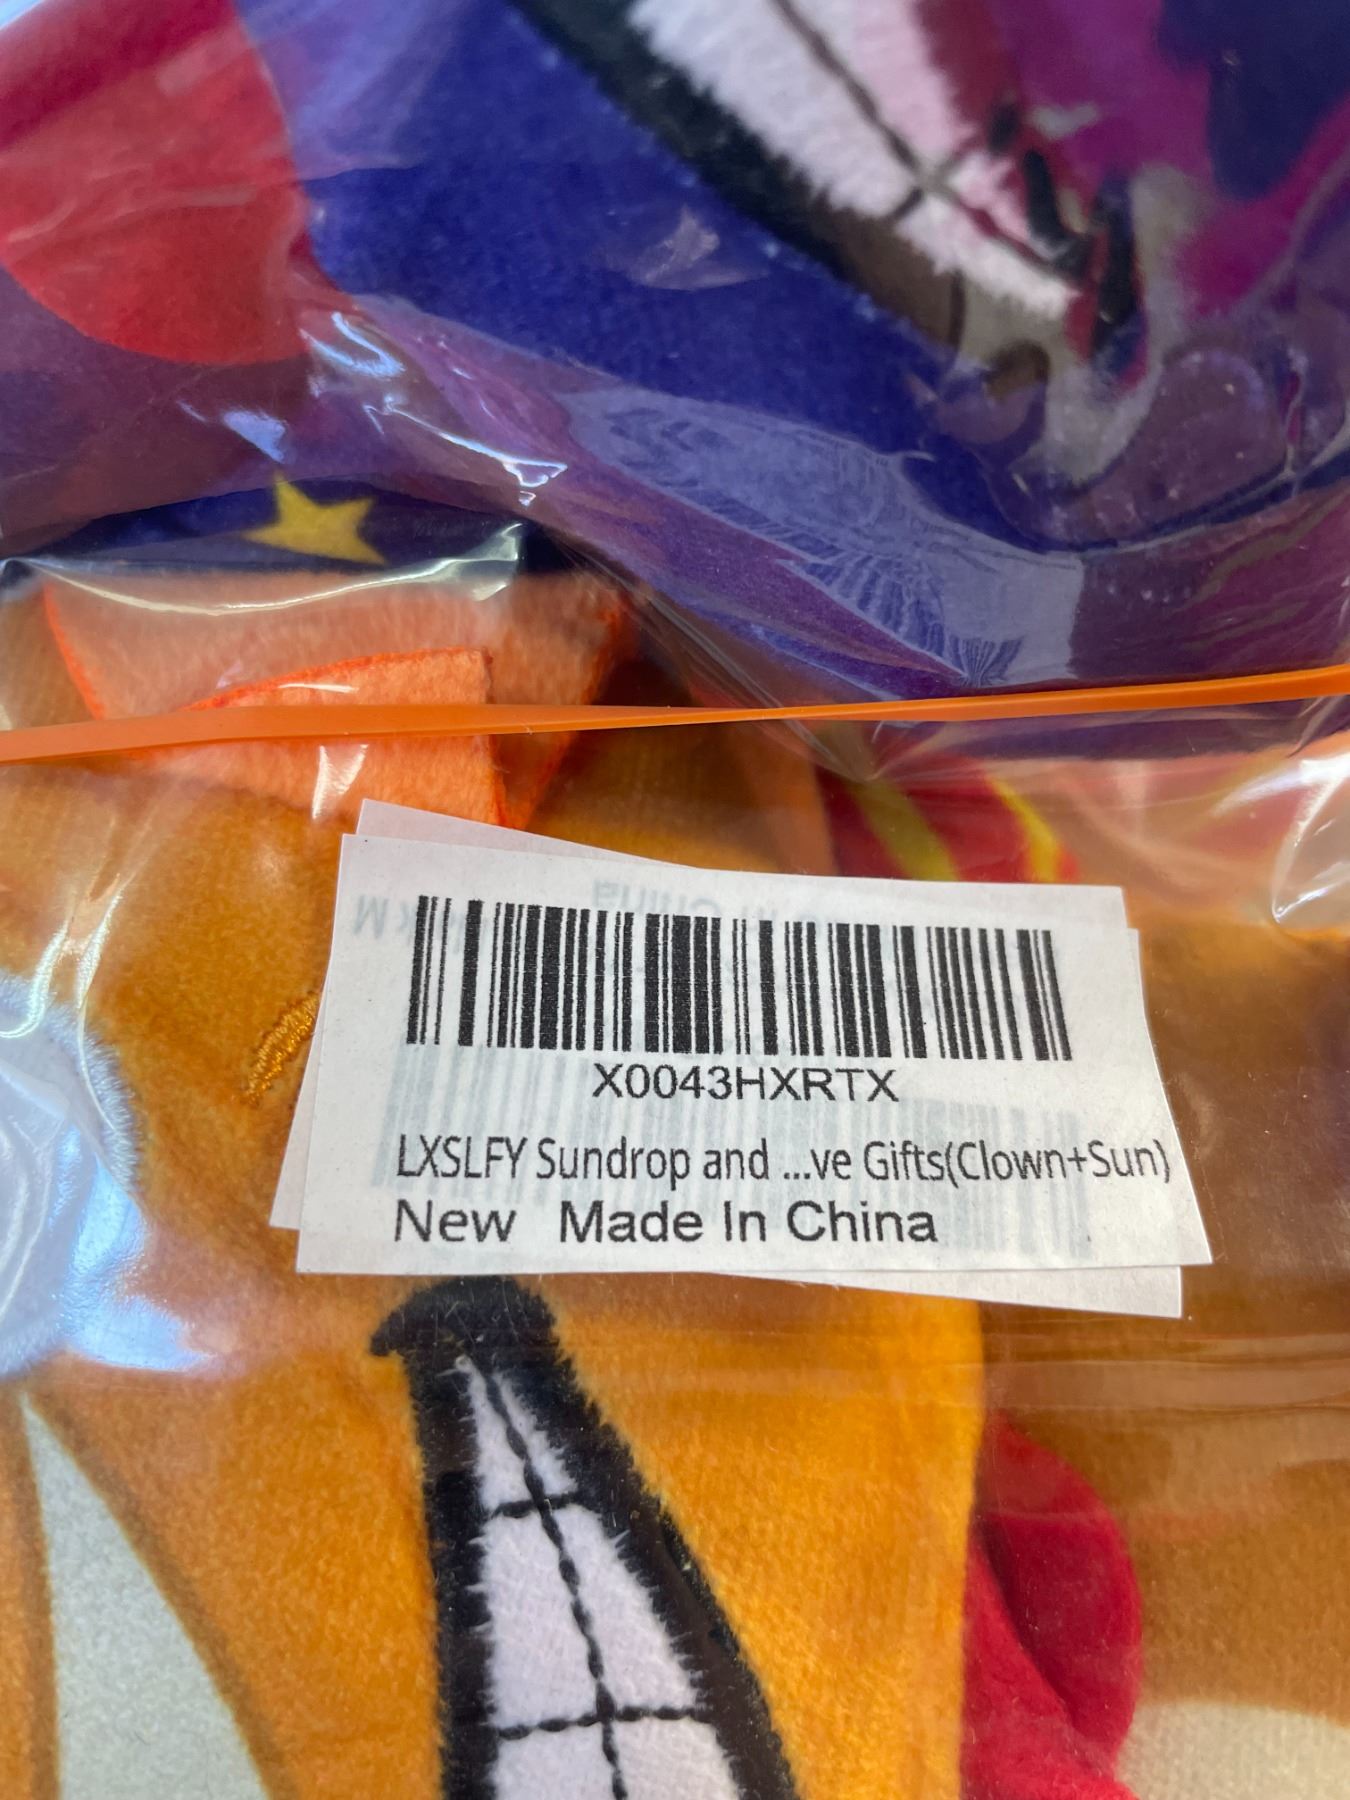 X0043HXRTX
LXSLFY Sundrop and ...ve Gifts(Clown+Sun)
New Made In China